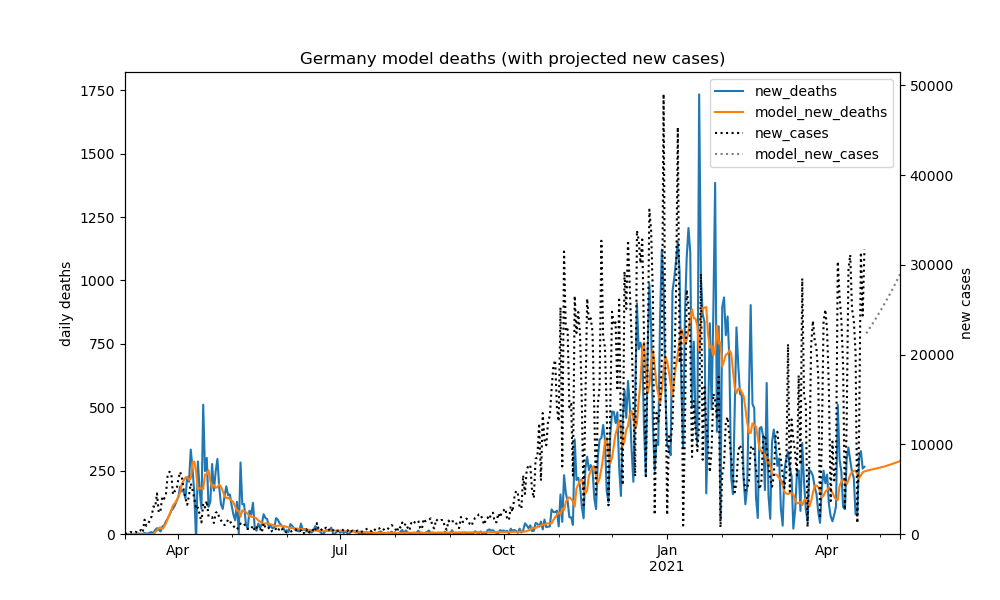 Germany model deaths (with projected new cases)
new_deaths
model_new_deaths
new_cases
model_new_cases
daily deaths
1750
1500
1250
1000
750
500
250
0
50000
40000
30000
20000
10000
0
new cases
Apr
Jul
Oct
Jan
2021
Apr